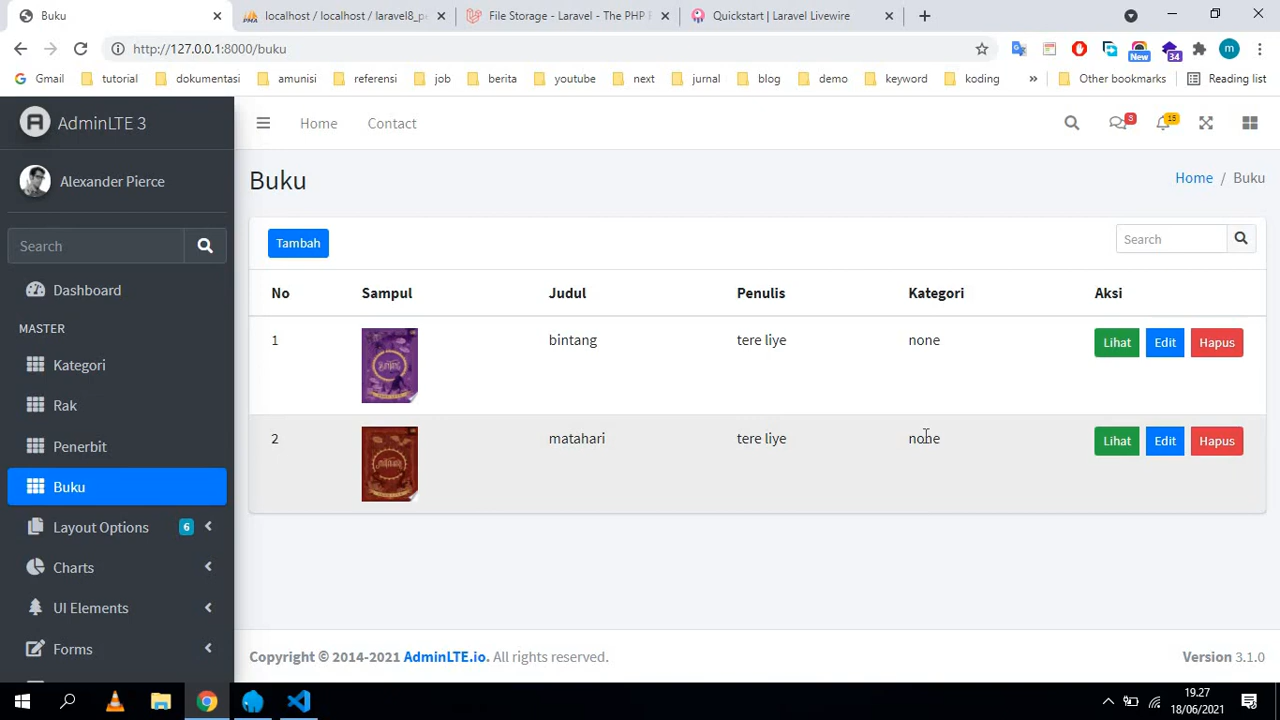 Buku
localhost / localhost / laravel8_pe
File Storage - Laravel - The PHP F
Quickstart | Laravel Livewire
http://127.0.0.1:8000/buku
New
34
m
Gmail
tutorial
dokumentasi
amunisi
referensi
job
berita
youtube
next
jurnal
blog
demo
keyword
koding
»
Other bookmarks
Reading list
AdminLTE 3
Home
Contact
3
15
Alexander Pierce
Buku
Home / Buku
Search
Tambah
Search
Dashboard
MASTER
Kategori
Rak
Penerbit
Buku
Layout Options 6
Charts
UI Elements
Forms
No Sampul Judul Penulis Kategori Aksi
1 bintang tere liye none Lihat Edit Hapus
2 matahari tere liye none Lihat Edit Hapus
Copyright © 2014-2021 AdminLTE.io. All rights reserved.
Version 3.1.0
19.27
18/06/2021